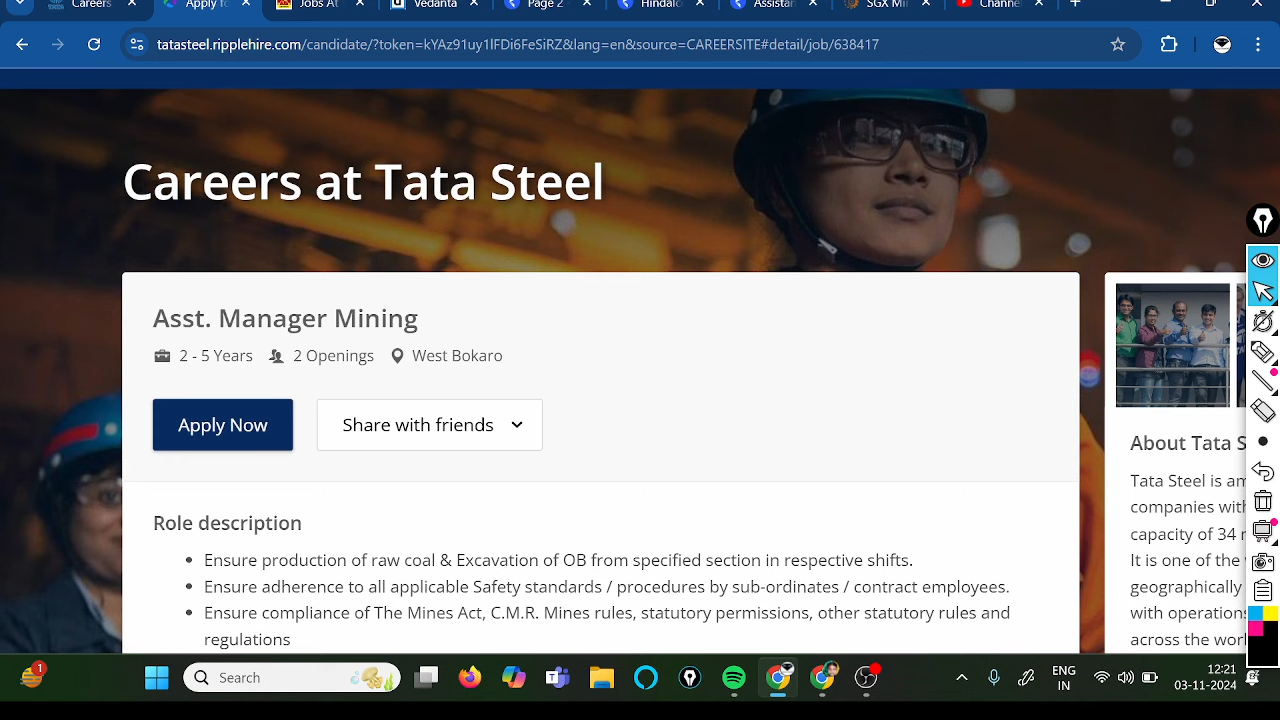 Careers
Apply fo
Jobs At
Vedanta
Page 2
Hindalc
Assistan
SGX Mi
Channe
tatasteel.ripplehire.com/candidate/?token=kYAz91uy1lFDi6FeSiRZ&lang=en&source=CAREERSITE#detail/job/638417
Careers at Tata Steel
Asst. Manager Mining
2 - 5 Years 2 Openings West Bokaro
Apply Now
Share with friends
Role description
Ensure production of raw coal & Excavation of OB from specified section in respective shifts.
Ensure adherence to all applicable Safety standards / procedures by sub-ordinates / contract employees.
Ensure compliance of The Mines Act, C.M.R. Mines rules, statutory permissions, other statutory rules and
regulations
About Tata S
Tata Steel is am
companies with
capacity of 34 r
It is one of the
geographically
with operations
across the worl
1
Search
ENG
IN
12:21
03-11-2024